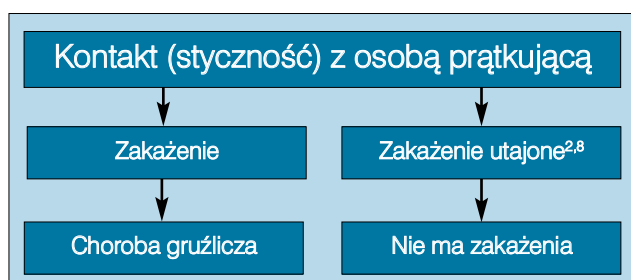 Kontakt (styczność) z osobą prątkującą
Zakażenie
Zakażenie utajone²,⁸
Choroba gruźlicza
Nie ma zakażenia